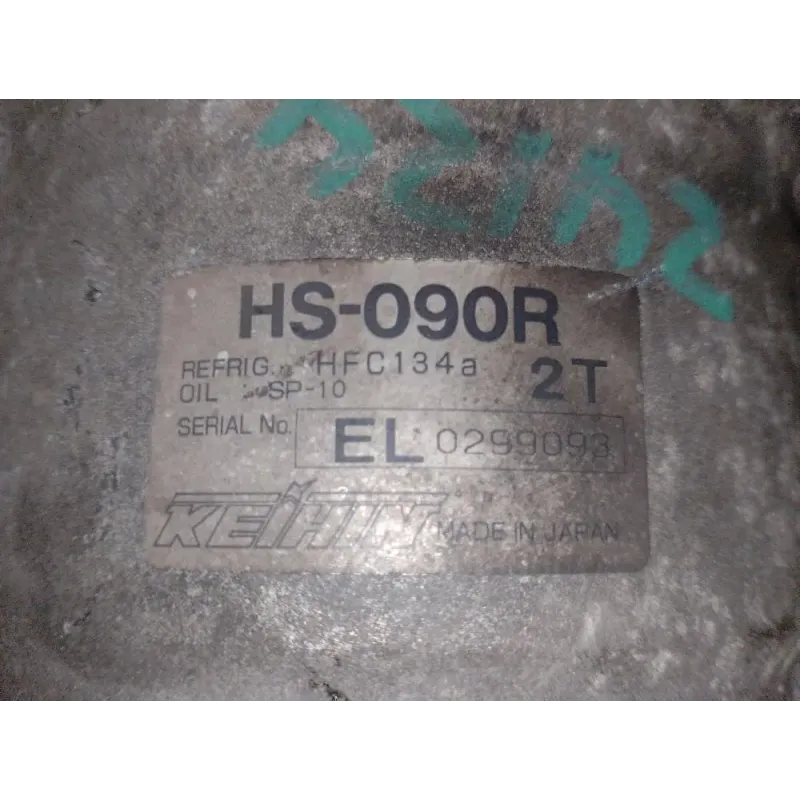 HS-090R
REFRIG. HFC134a 2T
OIL SP-10
SERIAL No. EL 0299093
KEIHIN MADE IN JAPAN